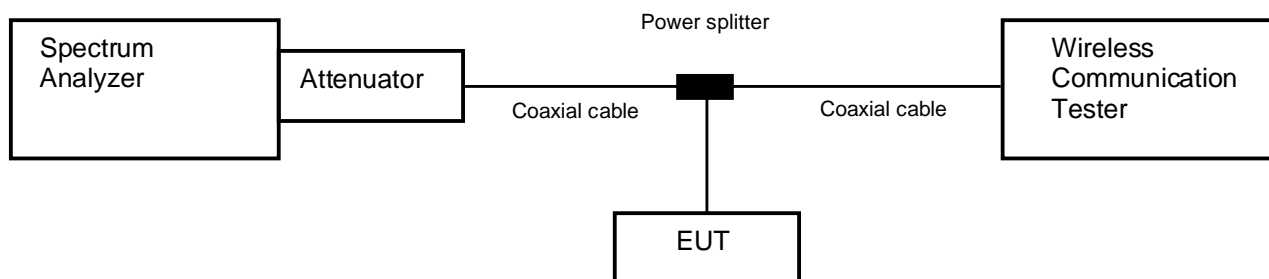 Power splitter
Spectrum
Analyzer
Attenuator
Wireless
Communication
Tester
Coaxial cable
Coaxial cable
EUT